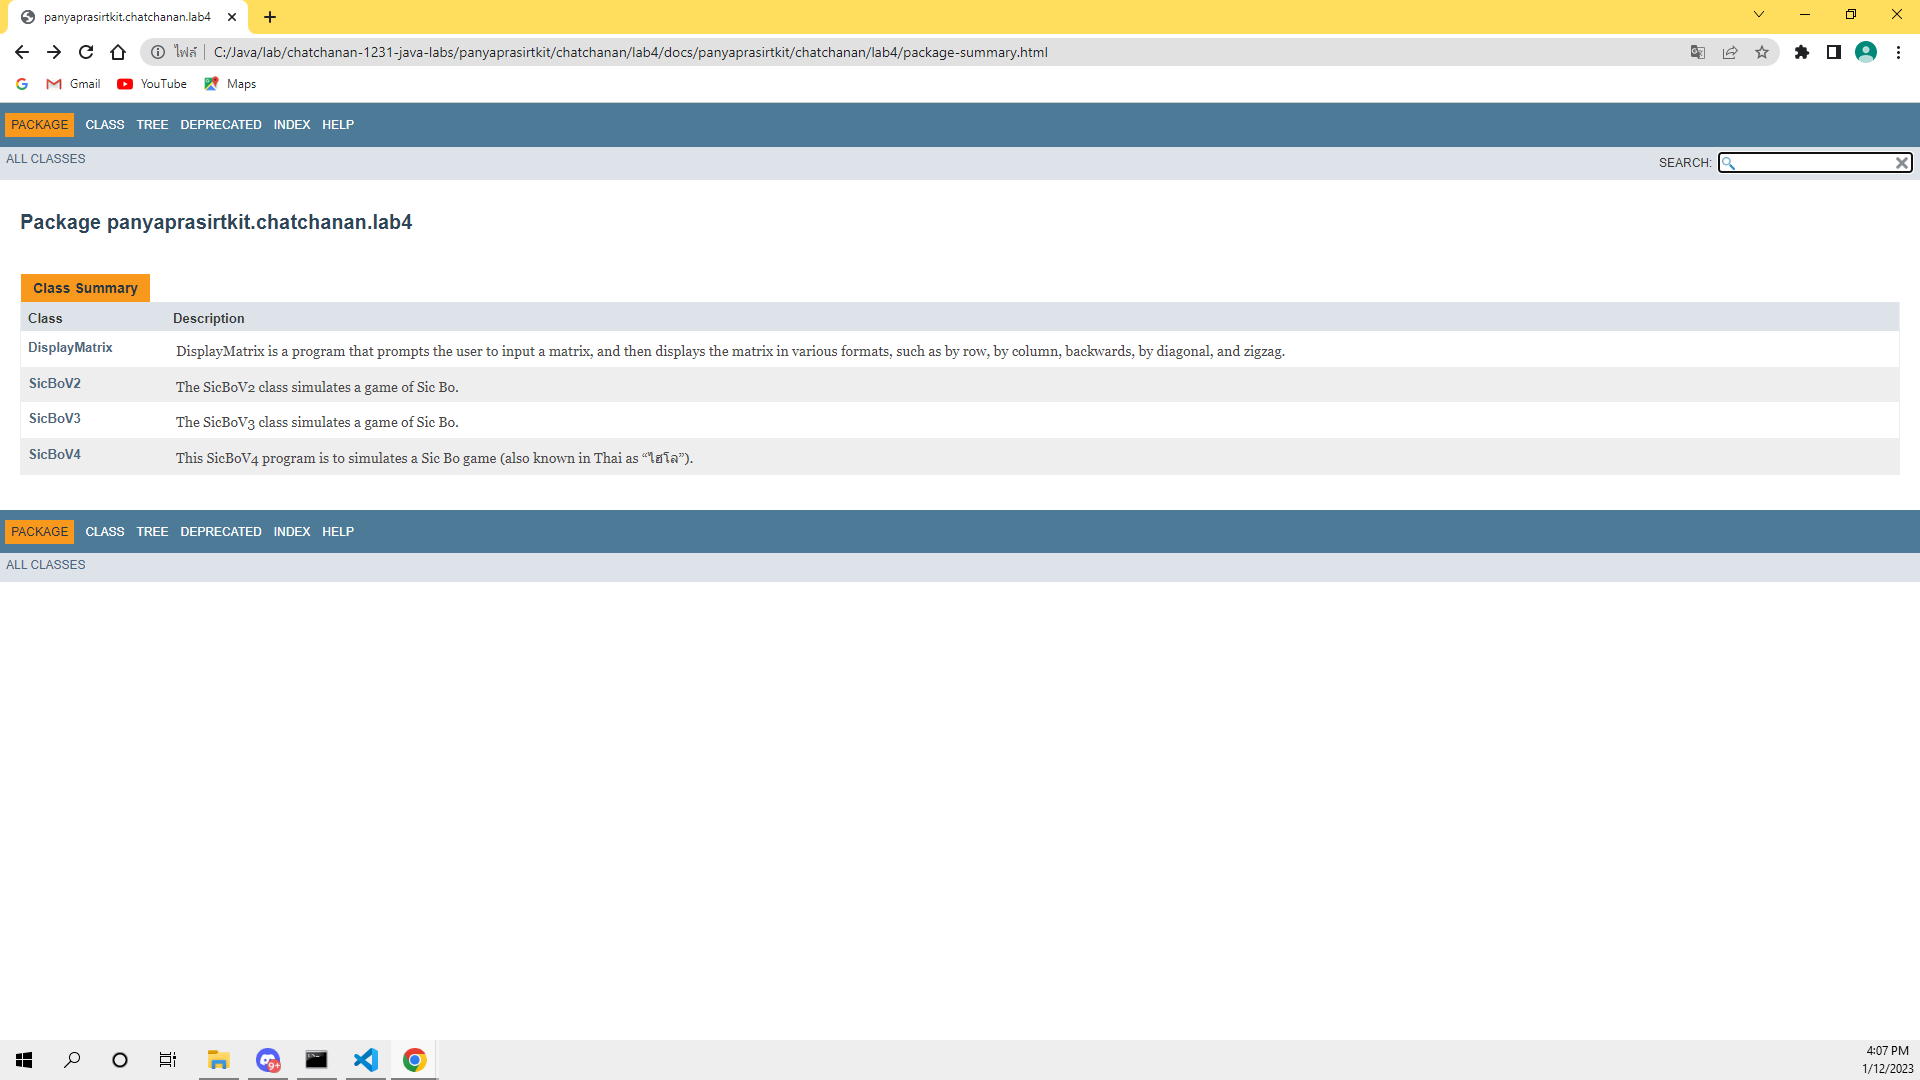 panyaprasirtkit.chatchanan.lab4
ไฟล์ C:/Java/lab/chatchanan-1231-java-labs/panyaprasirtkit/chatchanan/lab4/docs/panyaprasirtkit/chatchanan/lab4/package-summary.html
Gmail YouTube Maps
PACKAGE CLASS TREE DEPRECATED INDEX HELP
ALL CLASSES SEARCH:
Package panyaprasirtkit.chatchanan.lab4
Class Summary
Class Description
DisplayMatrix DisplayMatrix is a program that prompts the user to input a matrix, and then displays the matrix in various formats, such as by row, by column, backwards, by diagonal, and zigzag.
SicBoV2 The SicBoV2 class simulates a game of Sic Bo.
SicBoV3 The SicBoV3 class simulates a game of Sic Bo.
SicBoV4 This SicBoV4 program is to simulates a Sic Bo game (also known in Thai as “ไฮโล”).
PACKAGE CLASS TREE DEPRECATED INDEX HELP
ALL CLASSES
9+
4:07 PM
1/12/2023